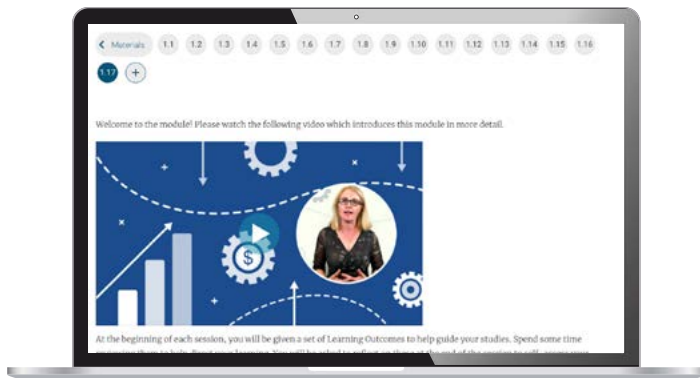 Materials 1.1 1.2 1.3 1.4 1.5 1.6 1.7 1.8 1.9 1.10 1.11 1.12 1.13 1.14 1.15 1.16
1.17 +
Welcome to the module! Please watch the following video which introduces this module in more detail.
$
At the beginning of each session, you will be given a set of Learning Outcomes to help guide your studies. Spend some time